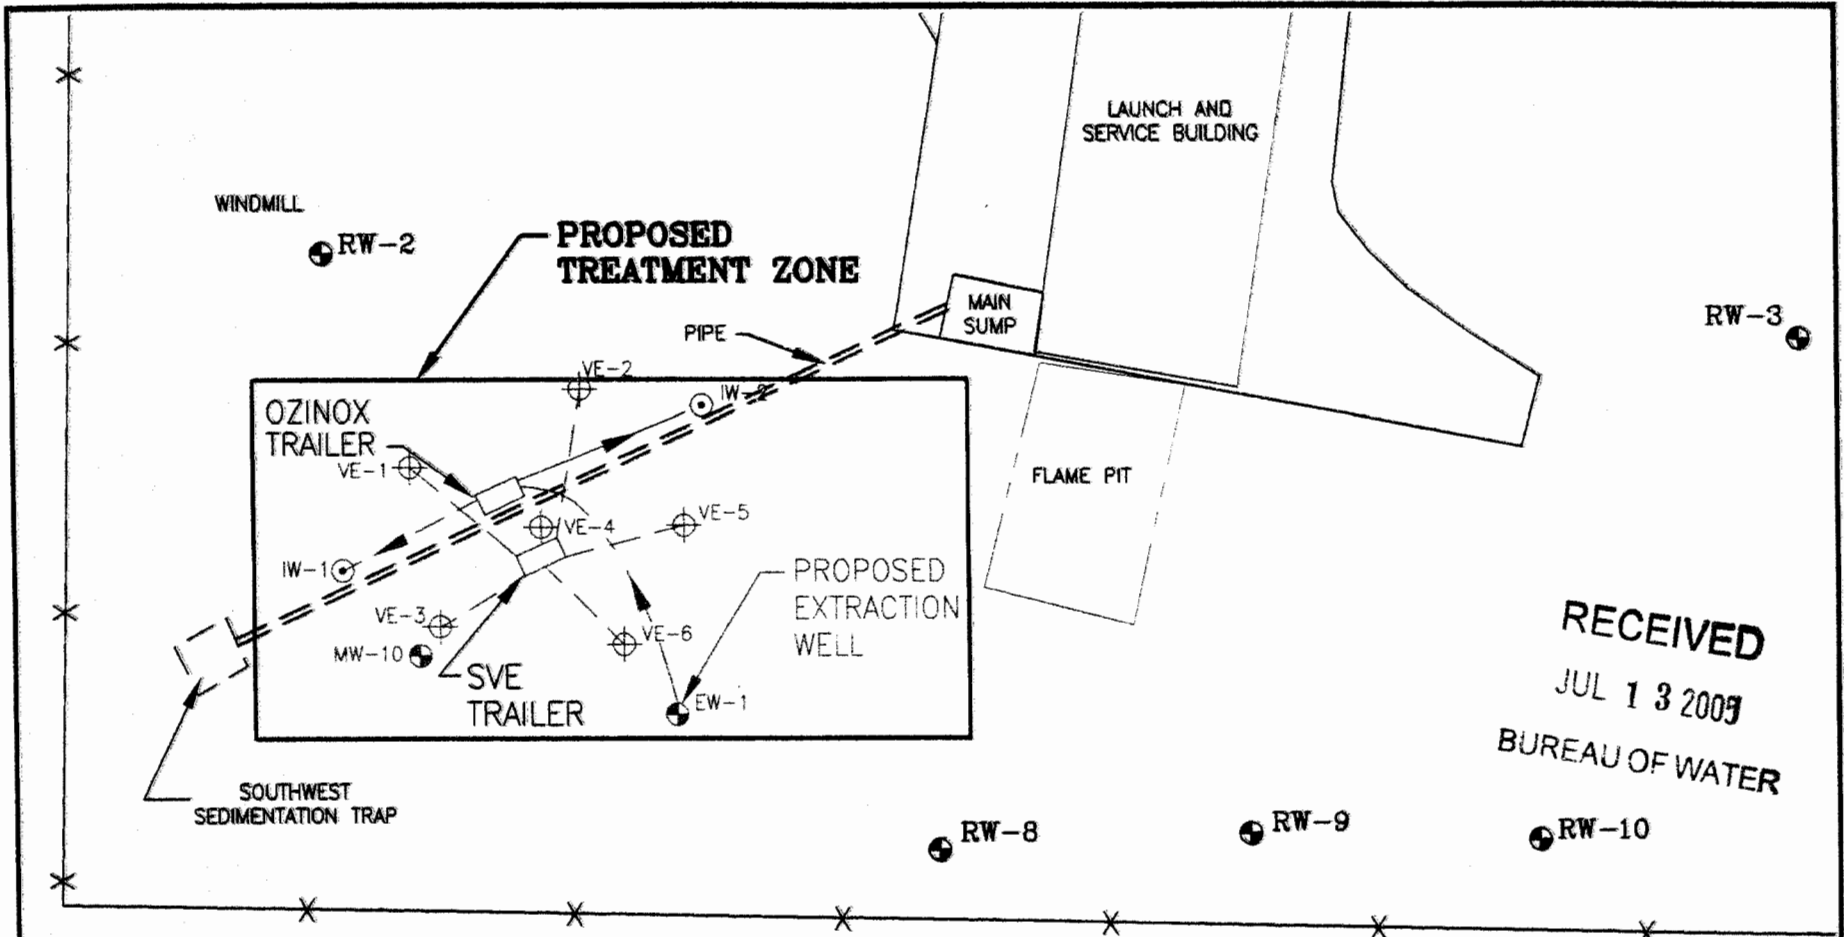 LAUNCH AND
SERVICE BUILDING
WINDMILL
RW-2
PROPOSED
TREATMENT ZONE
MAIN
SUMP
RW-3
PIPE
VE-2
IW-2
OZINOX
TRAILER
VE-1
FLAME PIT
VE-4
VE-5
IW-1
PROPOSED
EXTRACTION
WELL
VE-3
VE-6
MW-10
SVE
TRAILER
EW-1
RECEIVED
JUL 13 2009
BUREAU OF WATER
SOUTHWEST
SEDIMENTATION TRAP
RW-8
RW-9
RW-10